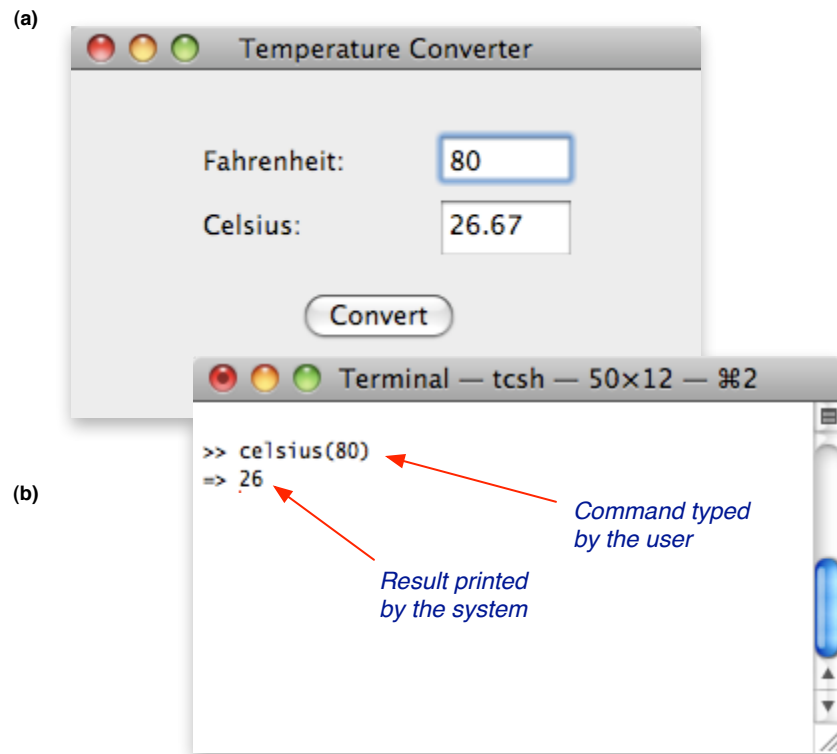 (a)
Temperature Converter
Fahrenheit: 80
Celsius: 26.67
Convert
Terminal — tcsh — 50×12 — ⌘2
>> celsius(80)
=> 26
(b)
Command typed
by the user
Result printed
by the system